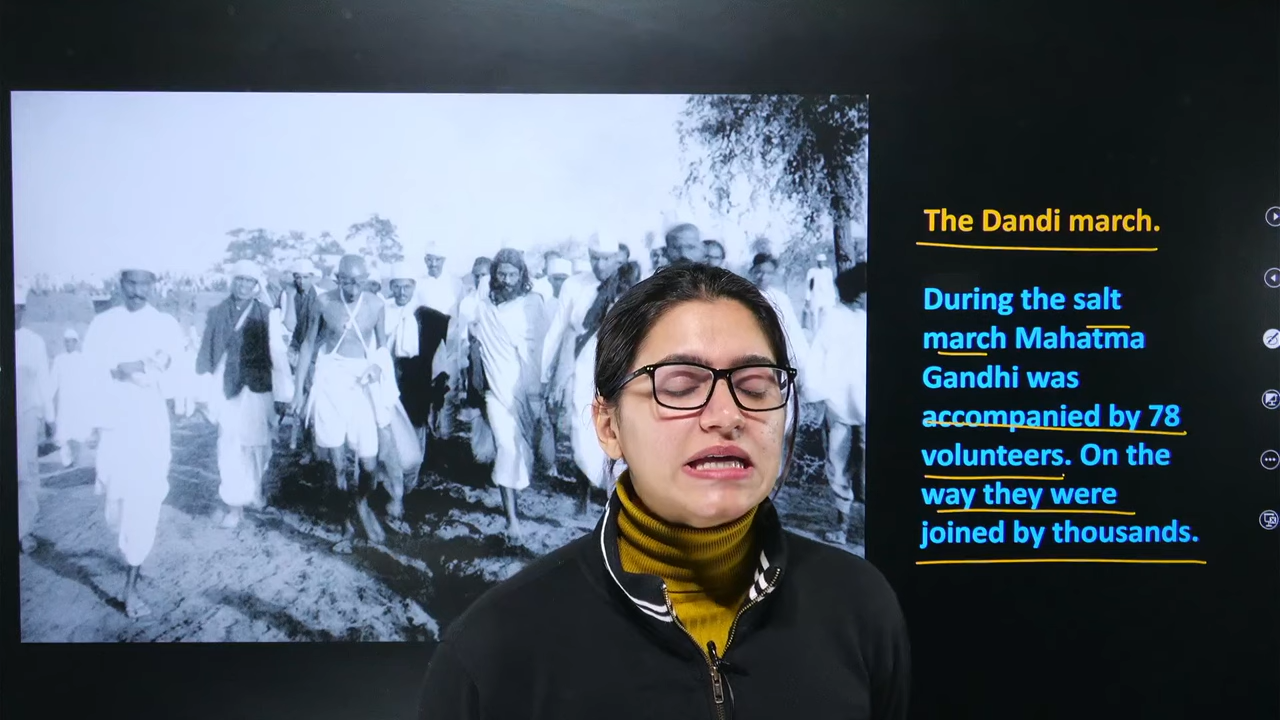 The Dandi march.
During the salt
march Mahatma
Gandhi was
accompanied by 78
volunteers. On the
way they were
joined by thousands.